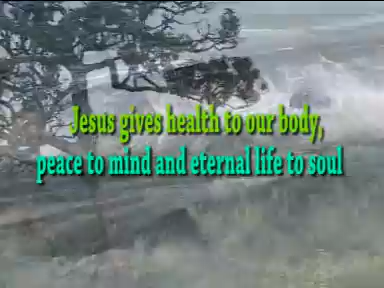 Jesus gives health to our body,
peace to mind and eternal life to soul